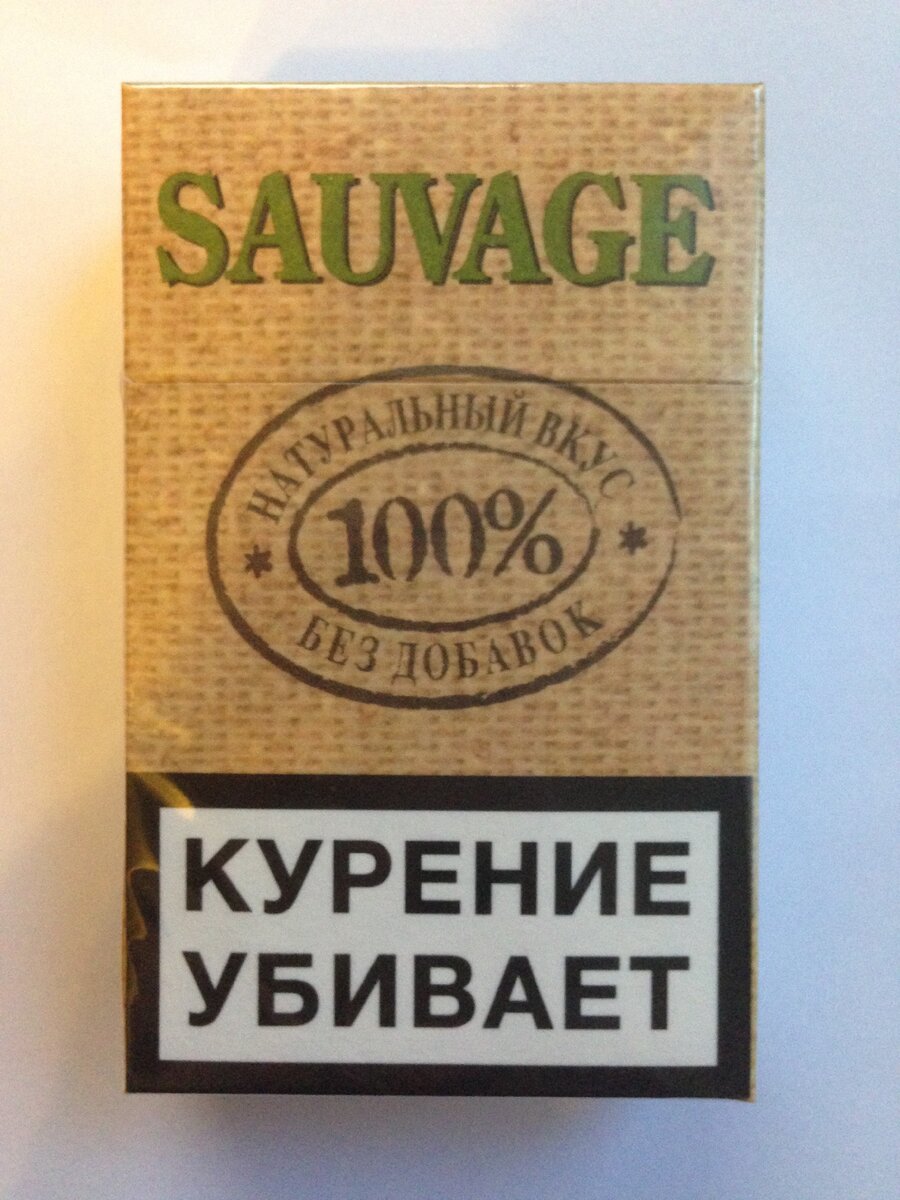 SAUVAGE
НАТУРАЛЬНЫЙ ВКУС
100%
БЕЗ ДОБАВОК
КУРЕНИЕ
УБИВАЕТ